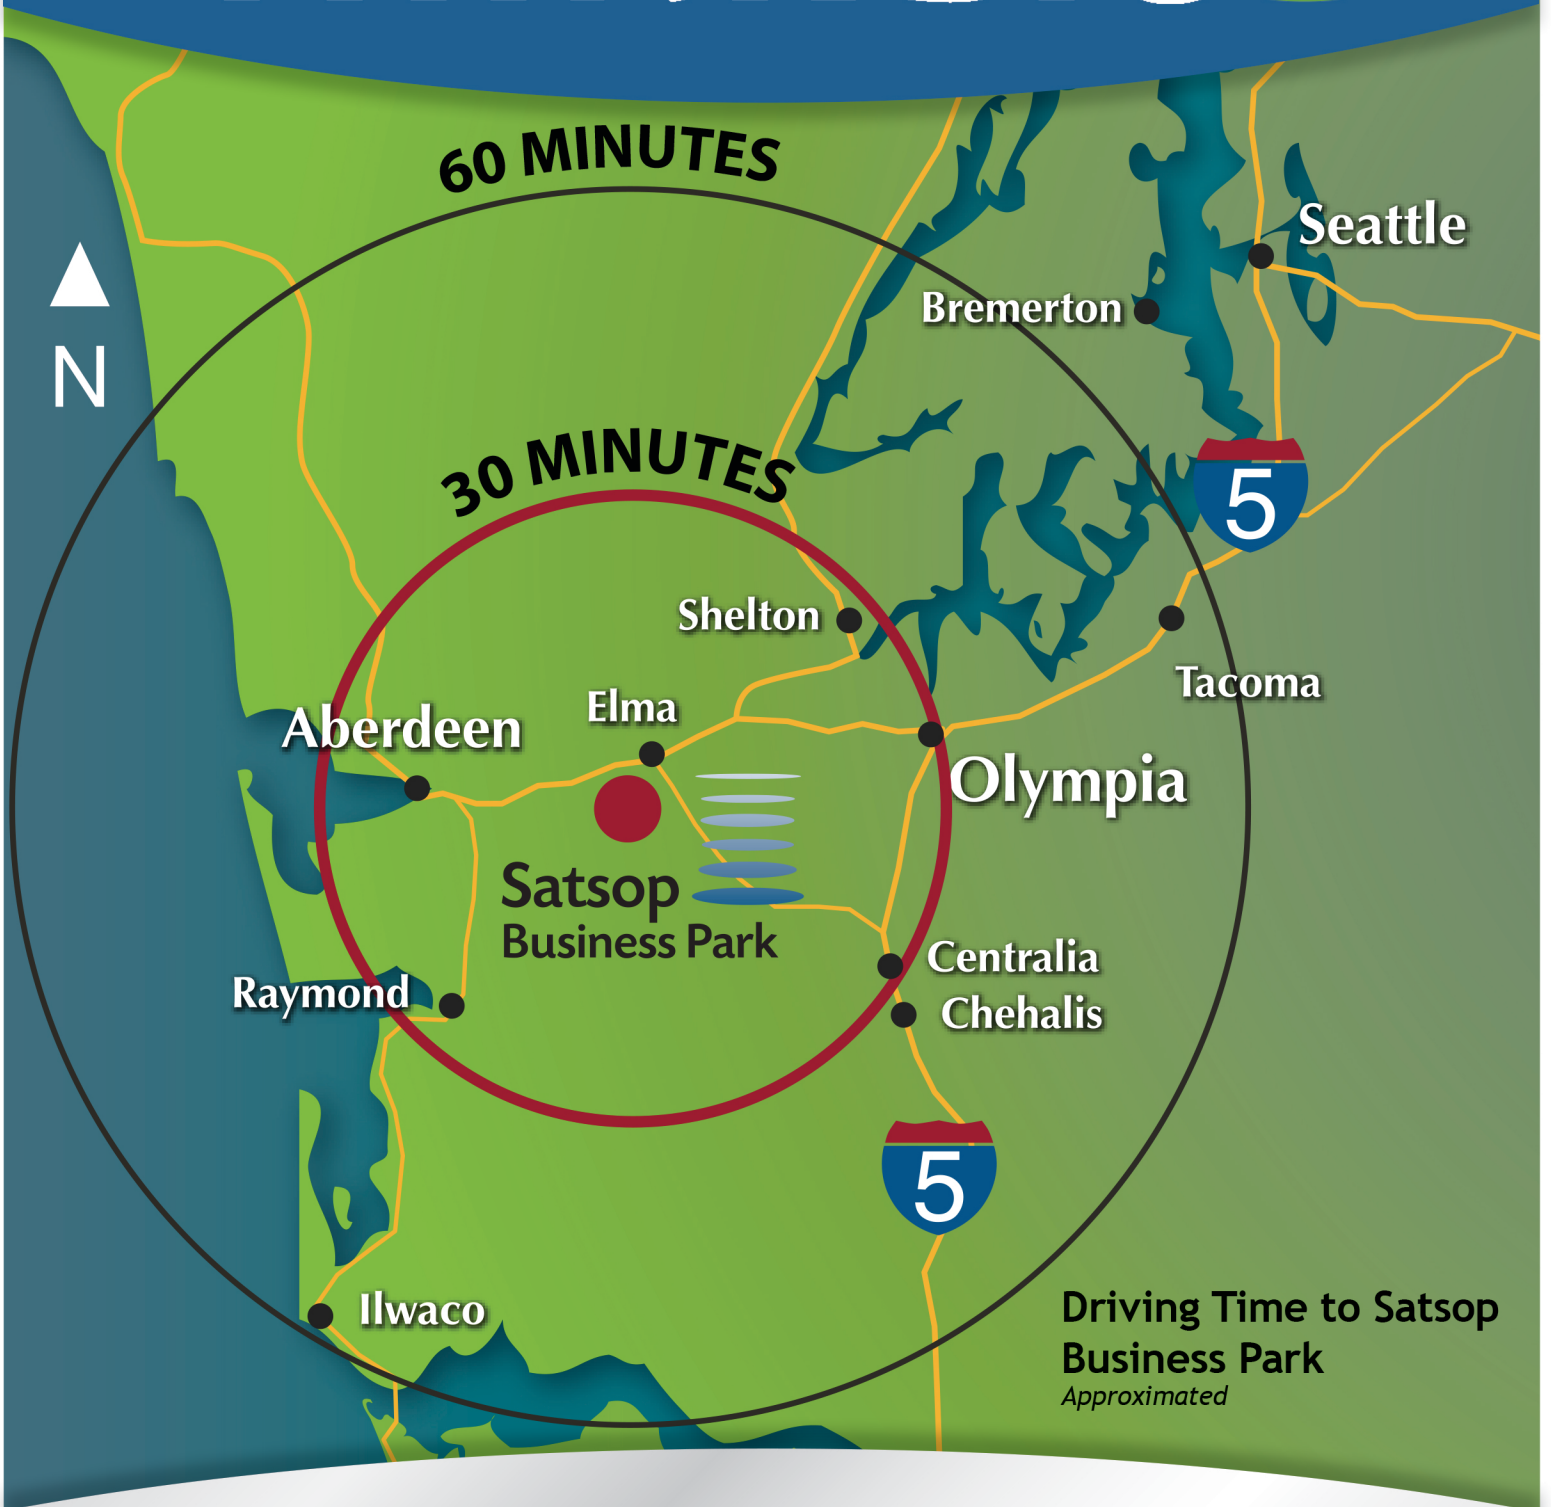 60 MINUTES
Seattle
Bremerton
N
30 MINUTES
5
Shelton
Tacoma
Elma
Aberdeen
Olympia
Satsop
Business Park
Centralia
Raymond
Chehalis
5
Ilwaco
Driving Time to Satsop
Business Park
Approximated